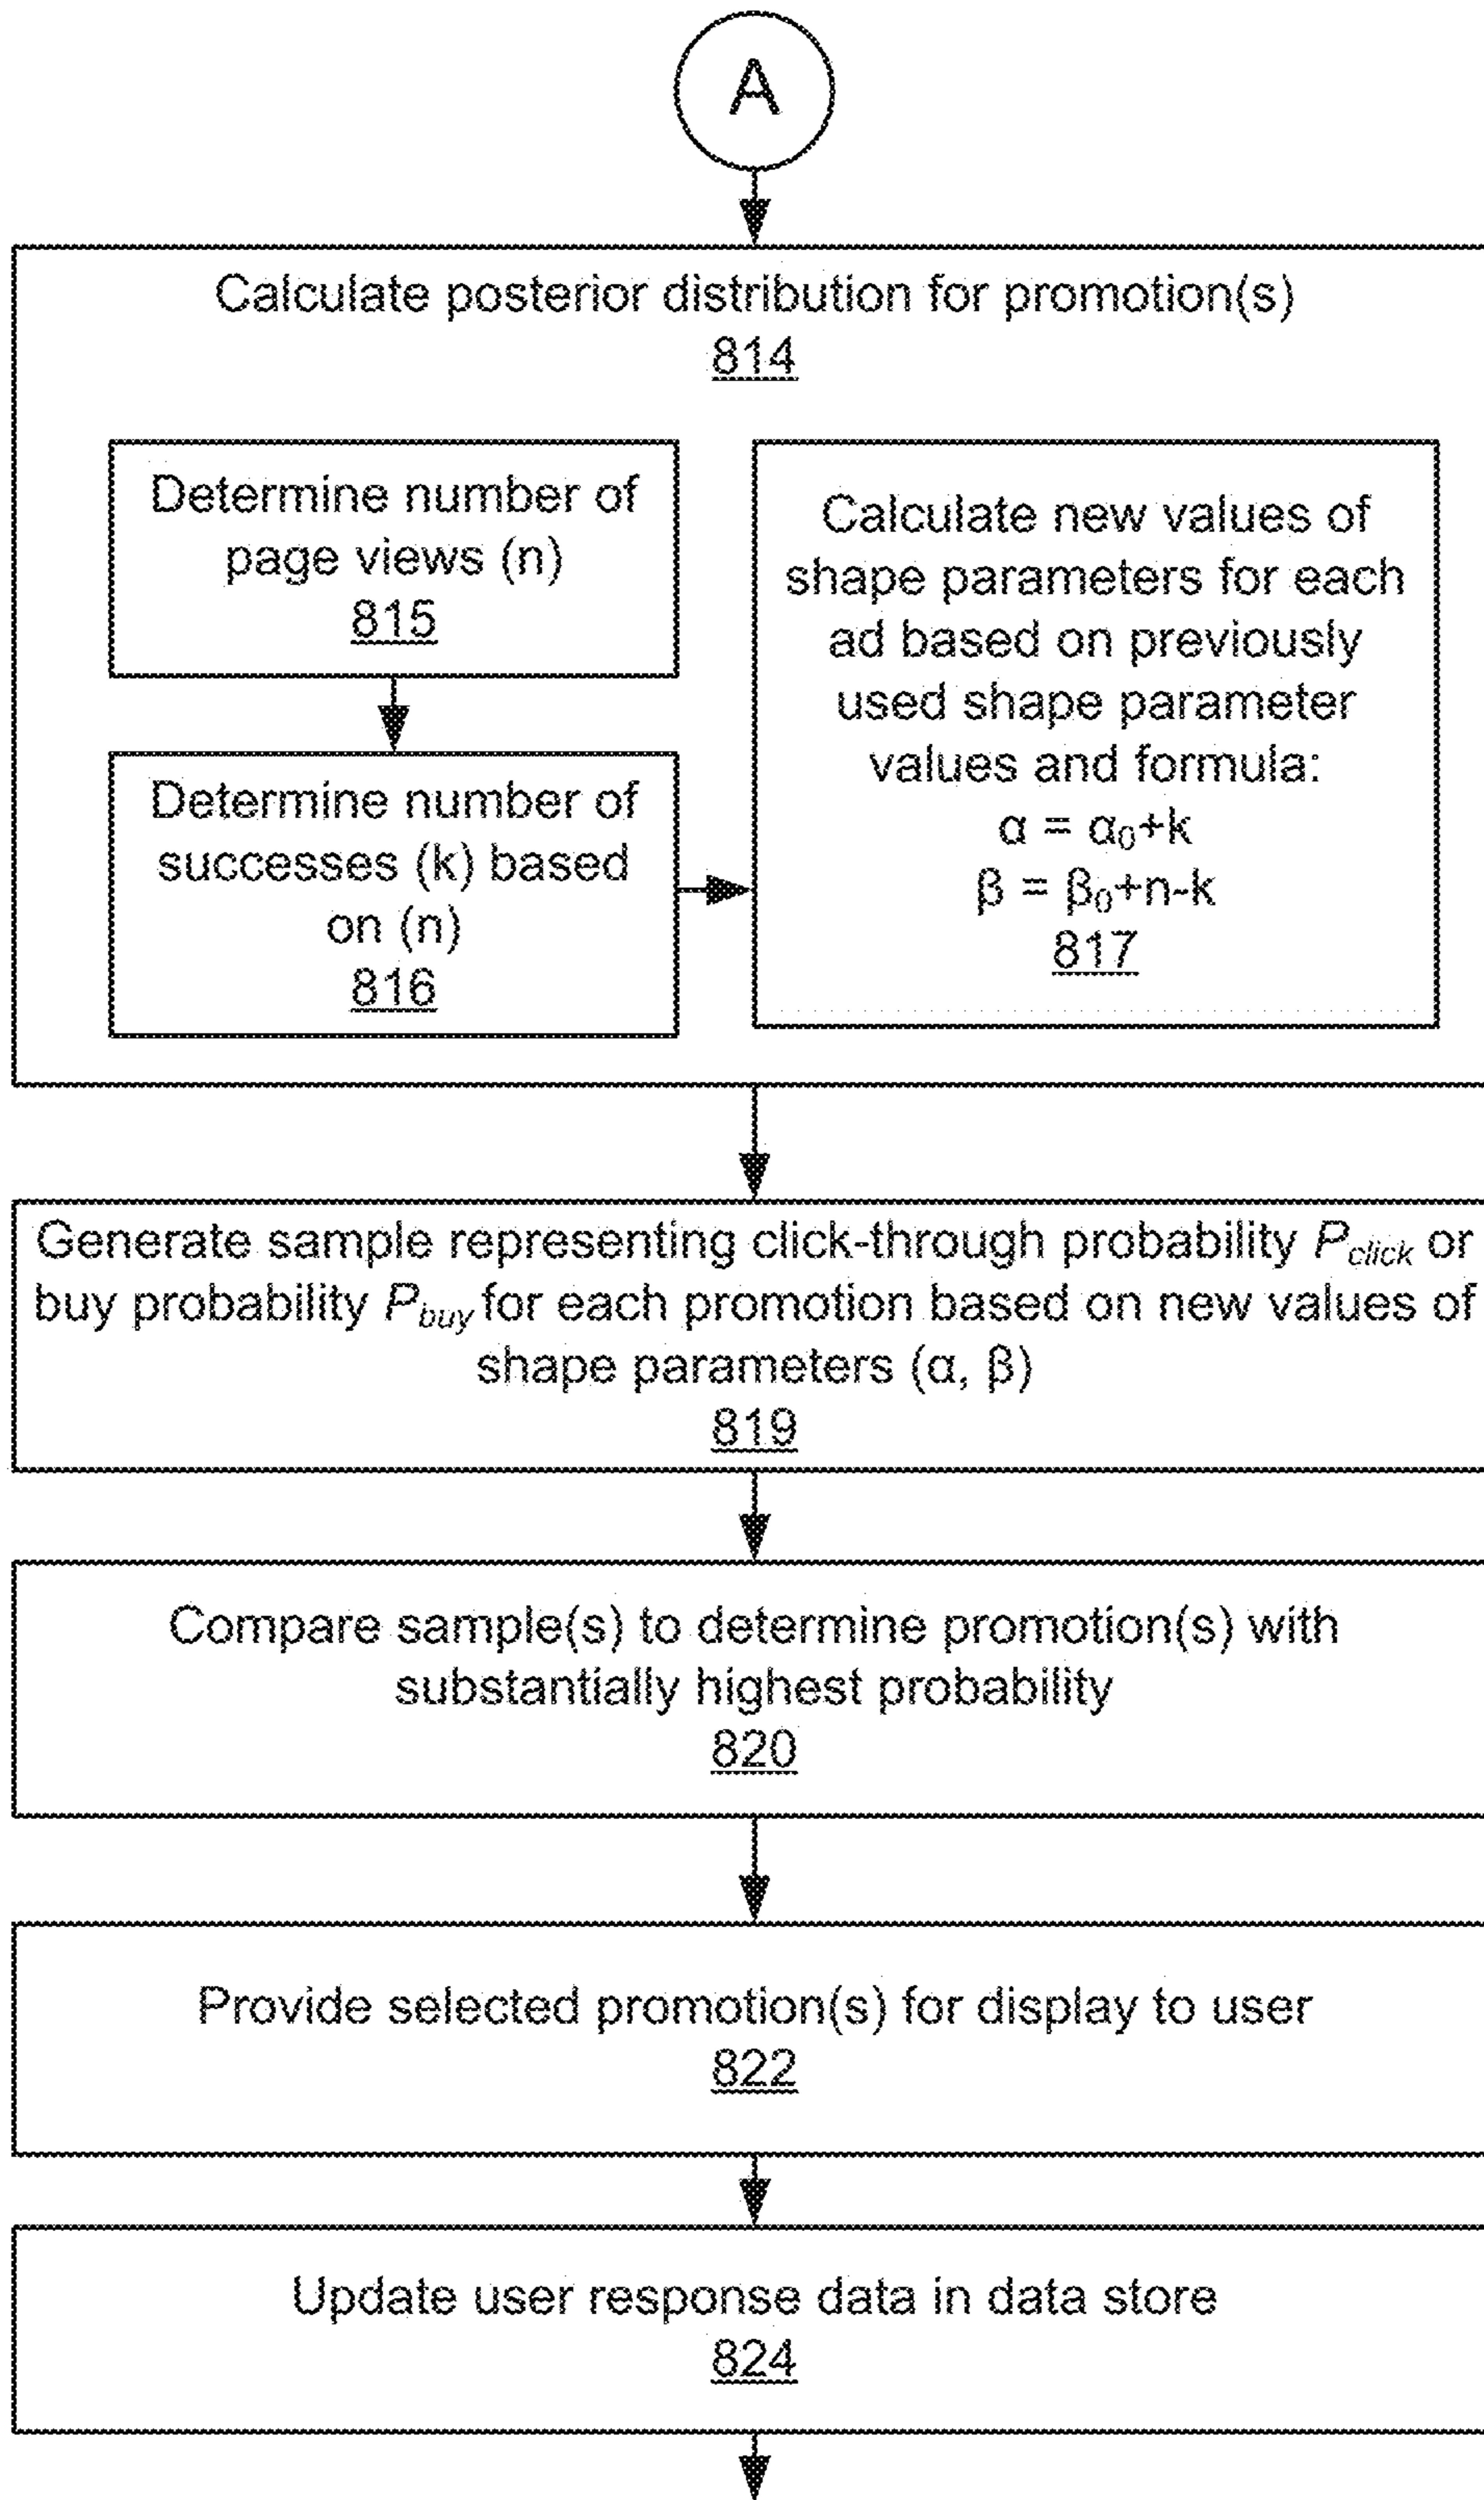 A
Calculate posterior distribution for promotion(s)
814
Determine number of
page views (n)
815
Determine number of
successes (k) based
on (n)
816
Calculate new values of
shape parameters for each
ad based on previously
used shape parameter
values and formula:
α = α₀+k
β = β₀+n-k
817
Generate sample representing click-through probability P_click or
buy probability P_buy for each promotion based on new values of
shape parameters (α, β)
819
Compare sample(s) to determine promotion(s) with
substantially highest probability
820
Provide selected promotion(s) for display to user
822
Update user response data in data store
824